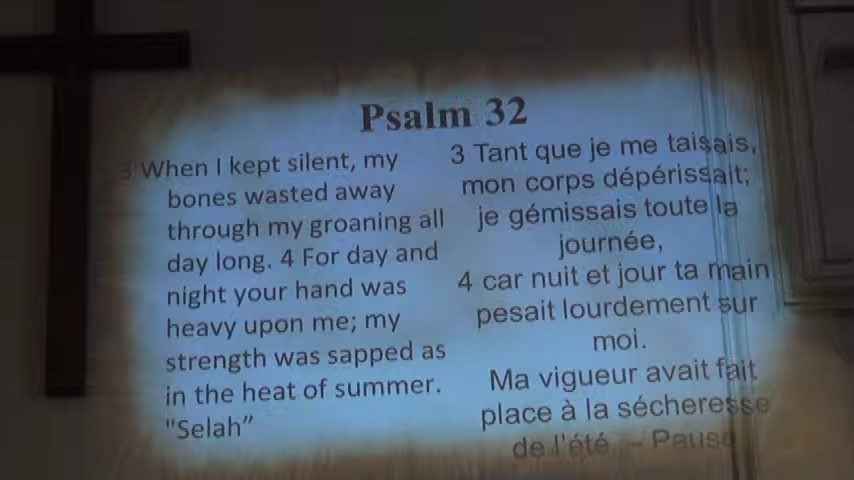 Psalm 32
3 When I kept silent, my
bones wasted away
through my groaning all
day long. 4 For day and
night your hand was
heavy upon me; my
strength was sapped as
in the heat of summer.
"Selah”
3 Tant que je me taisais,
mon corps dépérissait;
je gémissais toute la
journée,
4 car nuit et jour ta main
pesait lourdement sur
moi.
Ma vigueur avait fait
place à la sécheresse
de l'été. – Pause